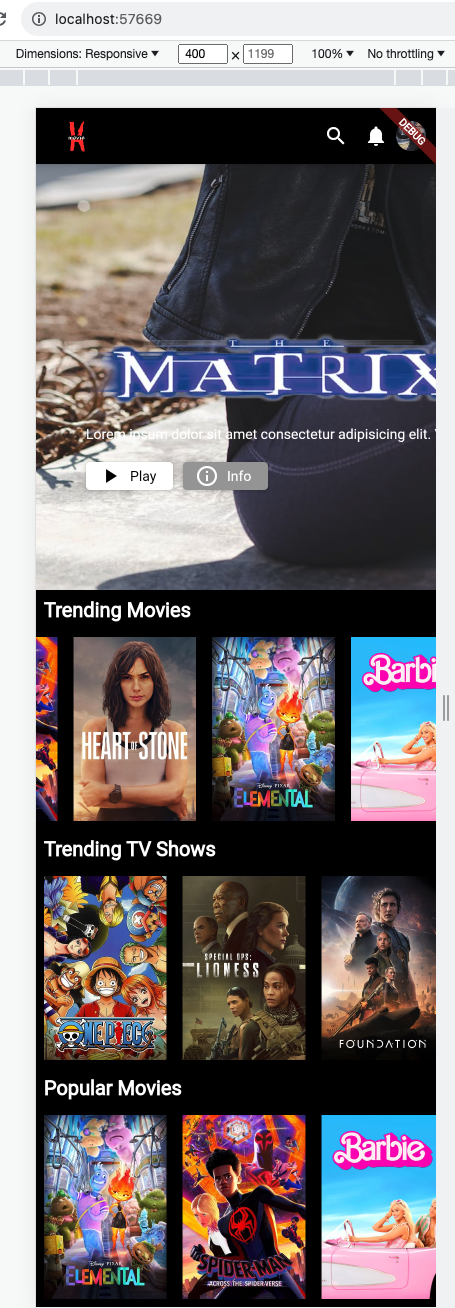 localhost:57669
Dimensions: Responsive 400 × 1199 100% No throttling
DEBUG
THE
MATRIX
Lorem ipsum dolor sit amet consectetur adipisicing elit.
Play Info
Trending Movies
HEART OF STONE
Disney PIXAR
ELEMENTAL
Barbi
Trending TV Shows
ONE PIECE
SPECIAL OPS:
LIONESS
FOUNDATION
Popular Movies
Disney PIXAR
ELEMENTAL
SPIDER-MAN
ACROSS THE SPIDER-VERSE
Barbie